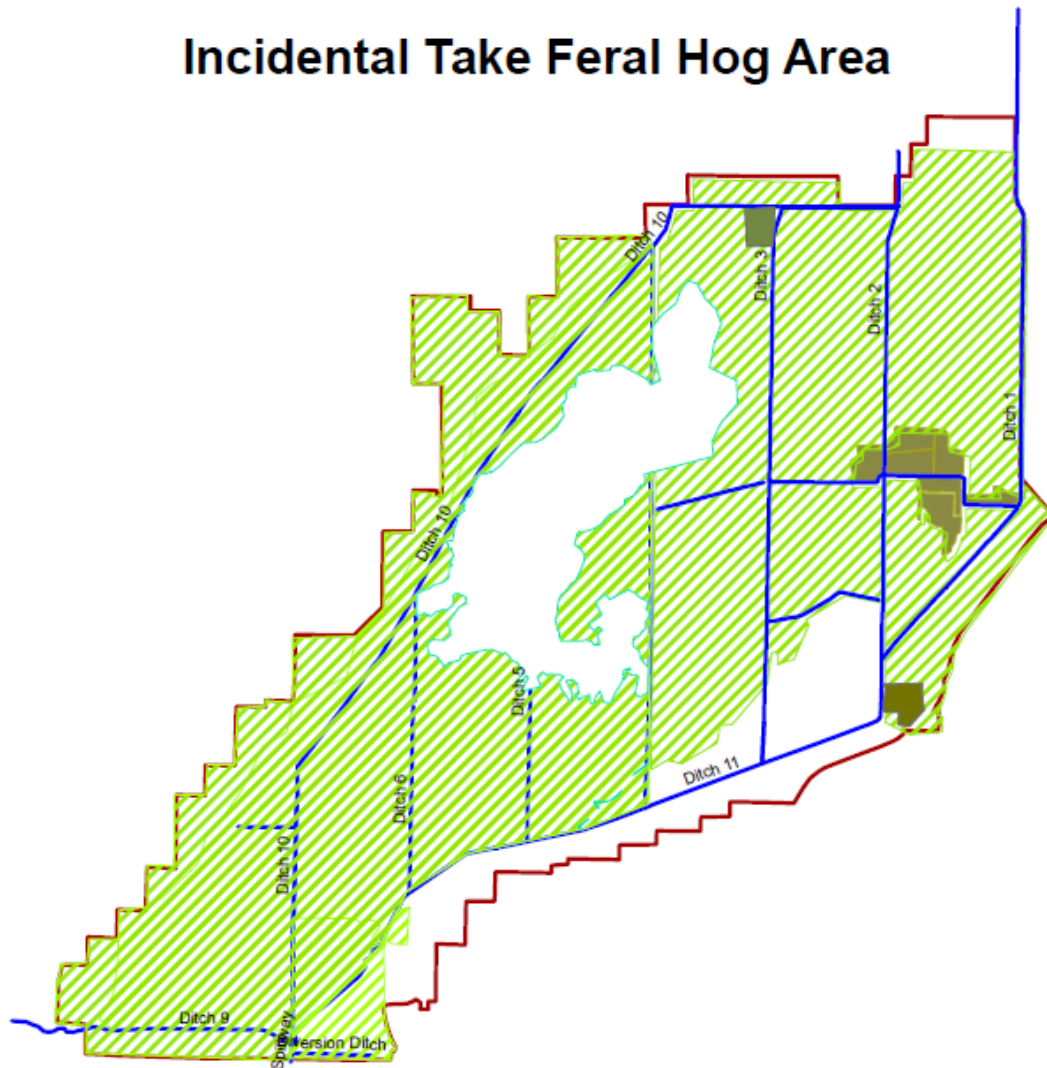 Incidental Take Feral Hog Area
Ditch 10
Ditch 3
Ditch 2
Ditch 1
Ditch 10
Ditch 5
Ditch 6
Ditch 11
Ditch 10
Ditch 9
Spillway
Diversion Ditch